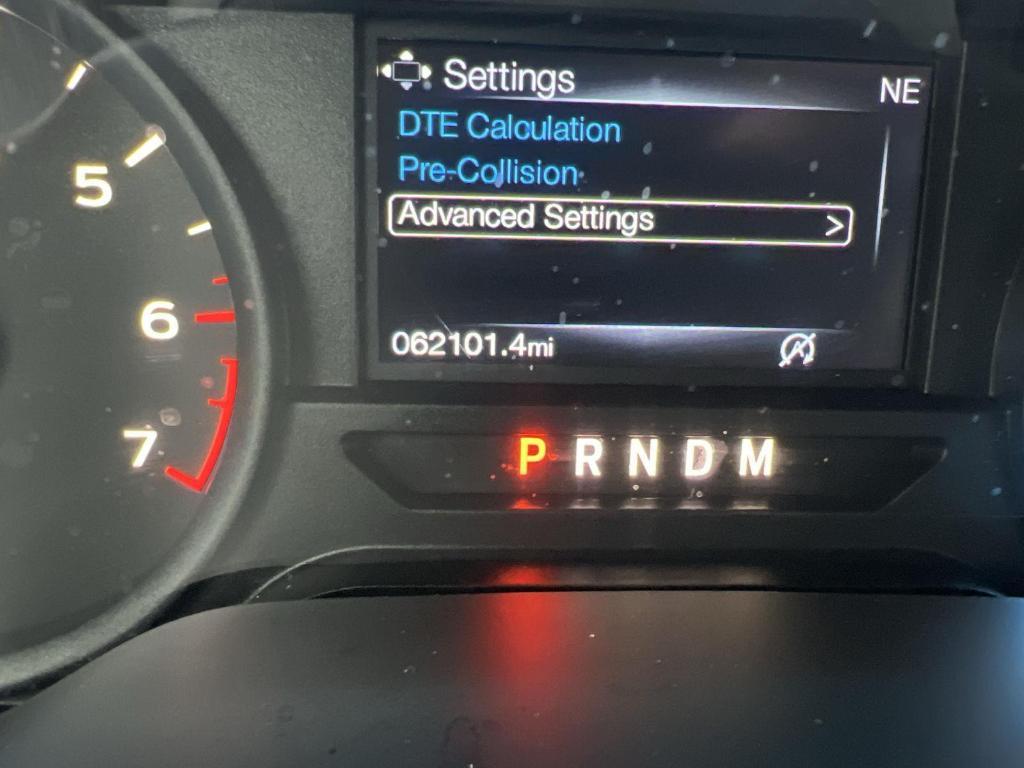 Settings
NE
DTE Calculation
Pre-Collision
Advanced Settings >
062101.4mi
5
6
7
P R N D M